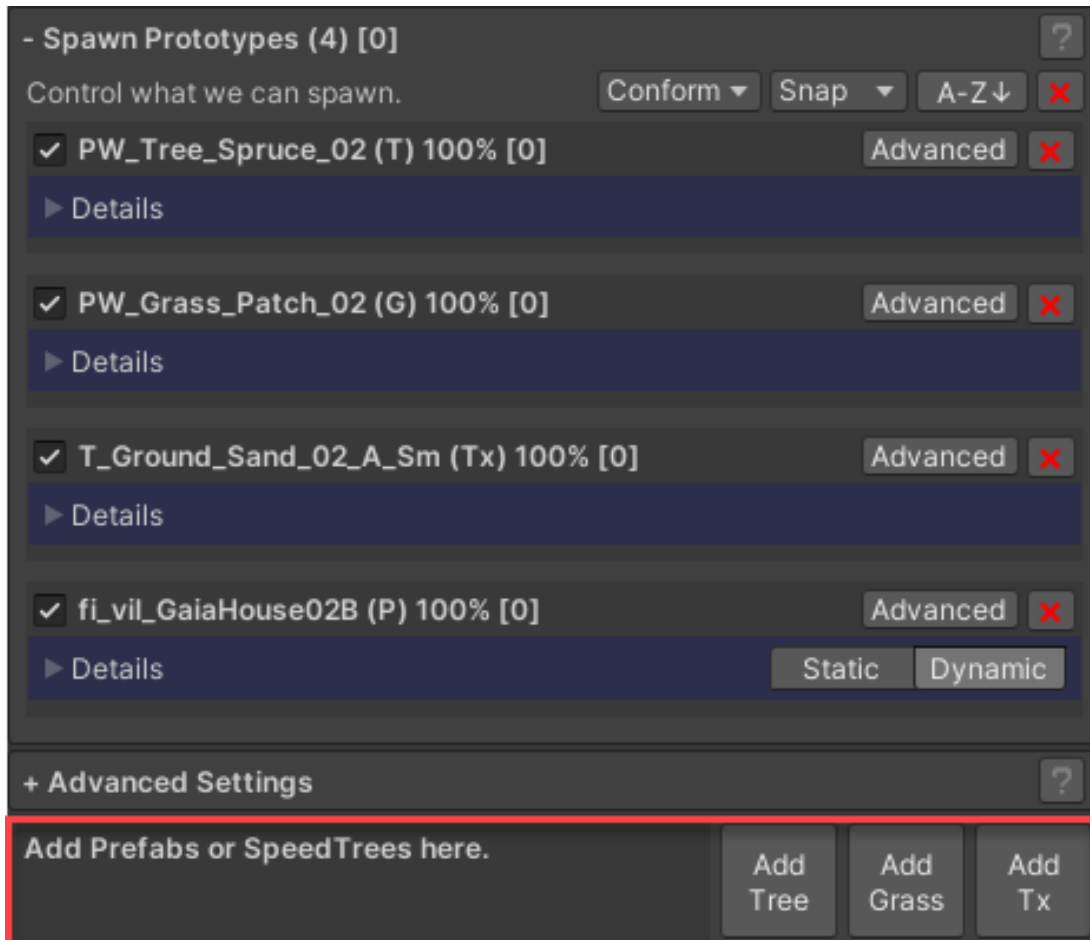 - Spawn Prototypes (4) [0]
?
Control what we can spawn.
Conform
Snap
A-Z↓
PW_Tree_Spruce_02 (T) 100% [0]
Advanced
Details
PW_Grass_Patch_02 (G) 100% [0]
Advanced
Details
T_Ground_Sand_02_A_Sm (Tx) 100% [0]
Advanced
Details
fi_vil_GaiaHouse02B (P) 100% [0]
Advanced
Details
Static
Dynamic
+ Advanced Settings
?
Add Prefabs or SpeedTrees here.
Add
Tree
Add
Grass
Add
Tx